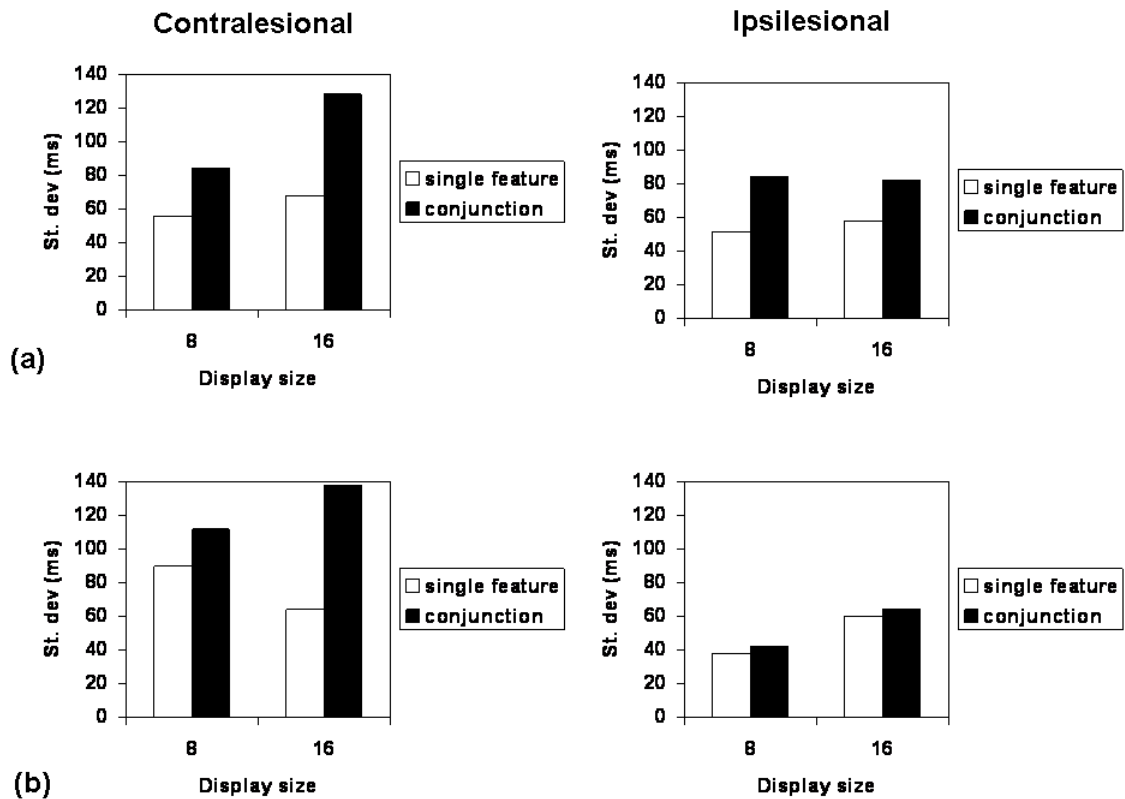 Contralesional
Ipsilesional
St. dev (ms)
140
120
100
80
60
40
20
0
8 16
Display size
single feature
conjunction
St. dev (ms)
140
120
100
80
60
40
20
0
8 16
Display size
single feature
conjunction
(a)
St. dev (ms)
140
120
100
80
60
40
20
0
8 16
Display size
single feature
conjunction
St. dev (ms)
140
120
100
80
60
40
20
0
8 16
Display size
single feature
conjunction
(b)